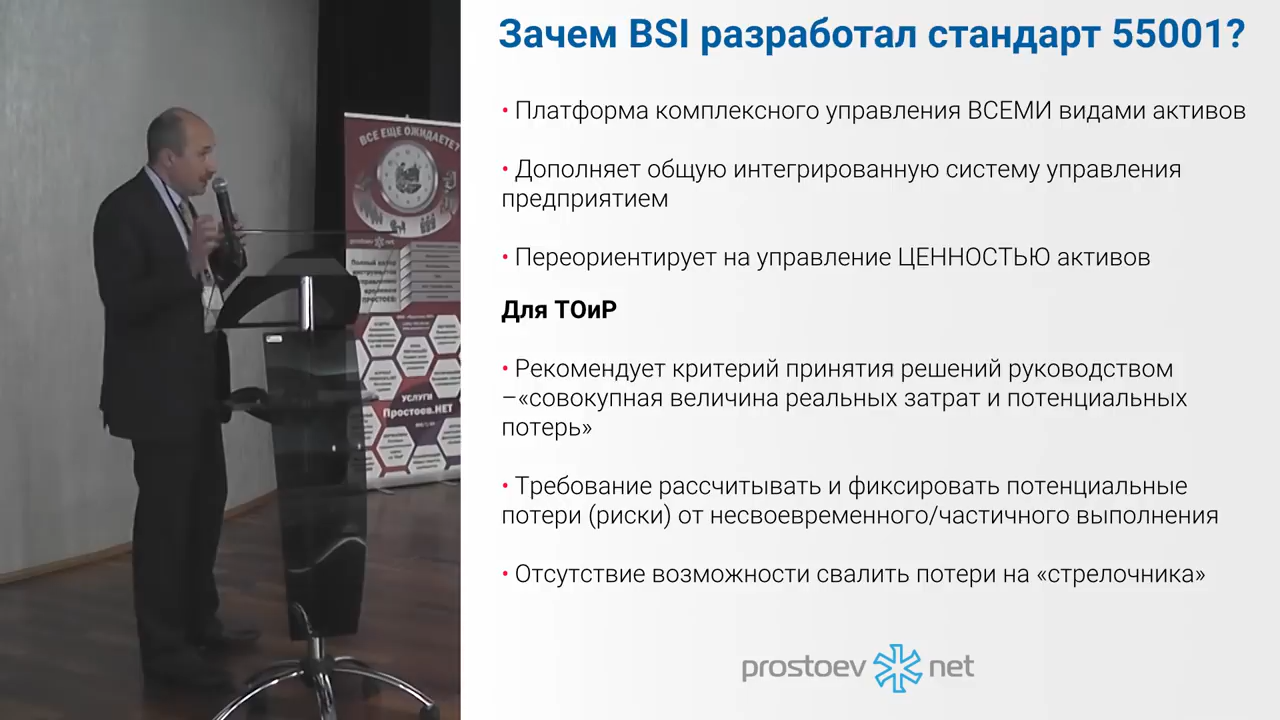 Зачем BSI разработал стандарт 55001?
• Платформа комплексного управления ВСЕМИ видами активов
• Дополняет общую интегрированную систему управления
предприятием
• Переориентирует на управление ЦЕННОСТЬЮ активов
Для ТОиР
• Рекомендует критерий принятия решений руководством
–«совокупная величина реальных затрат и потенциальных
потерь»
• Требование рассчитывать и фиксировать потенциальные
потери (риски) от несвоевременного/частичного выполнения
• Отсутствие возможности свалить потери на «стрелочника»
prostoev net
ВСЕ ЕЩЕ ОЖИДАЕТЕ?
prostoev net
УСЛУГИ
Простоев.НЕТ